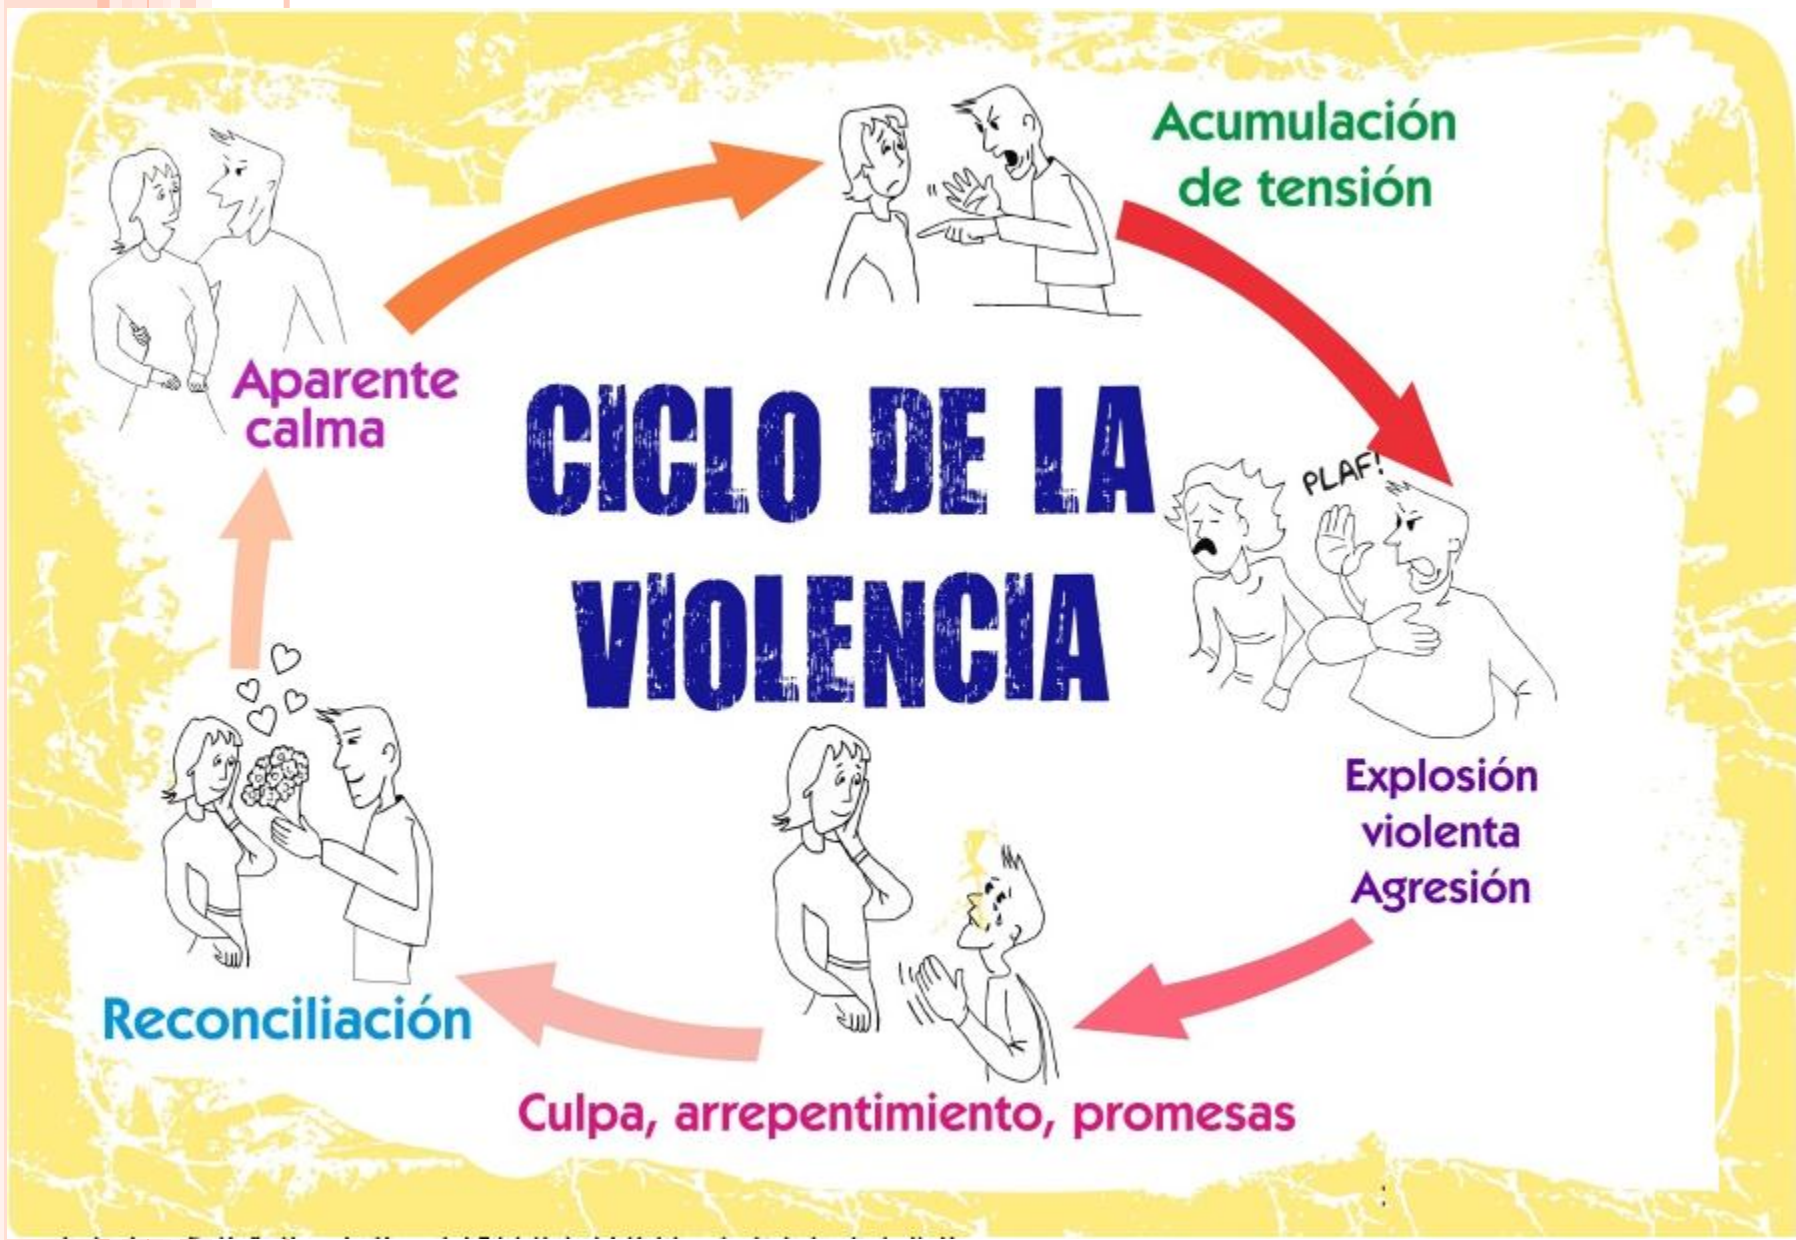 Acumulación
de tensión
Aparente
calma
CICLO DE LA
VIOLENCIA
PLAF!
Explosión
violenta
Agresión
Reconciliación
Culpa, arrepentimiento, promesas